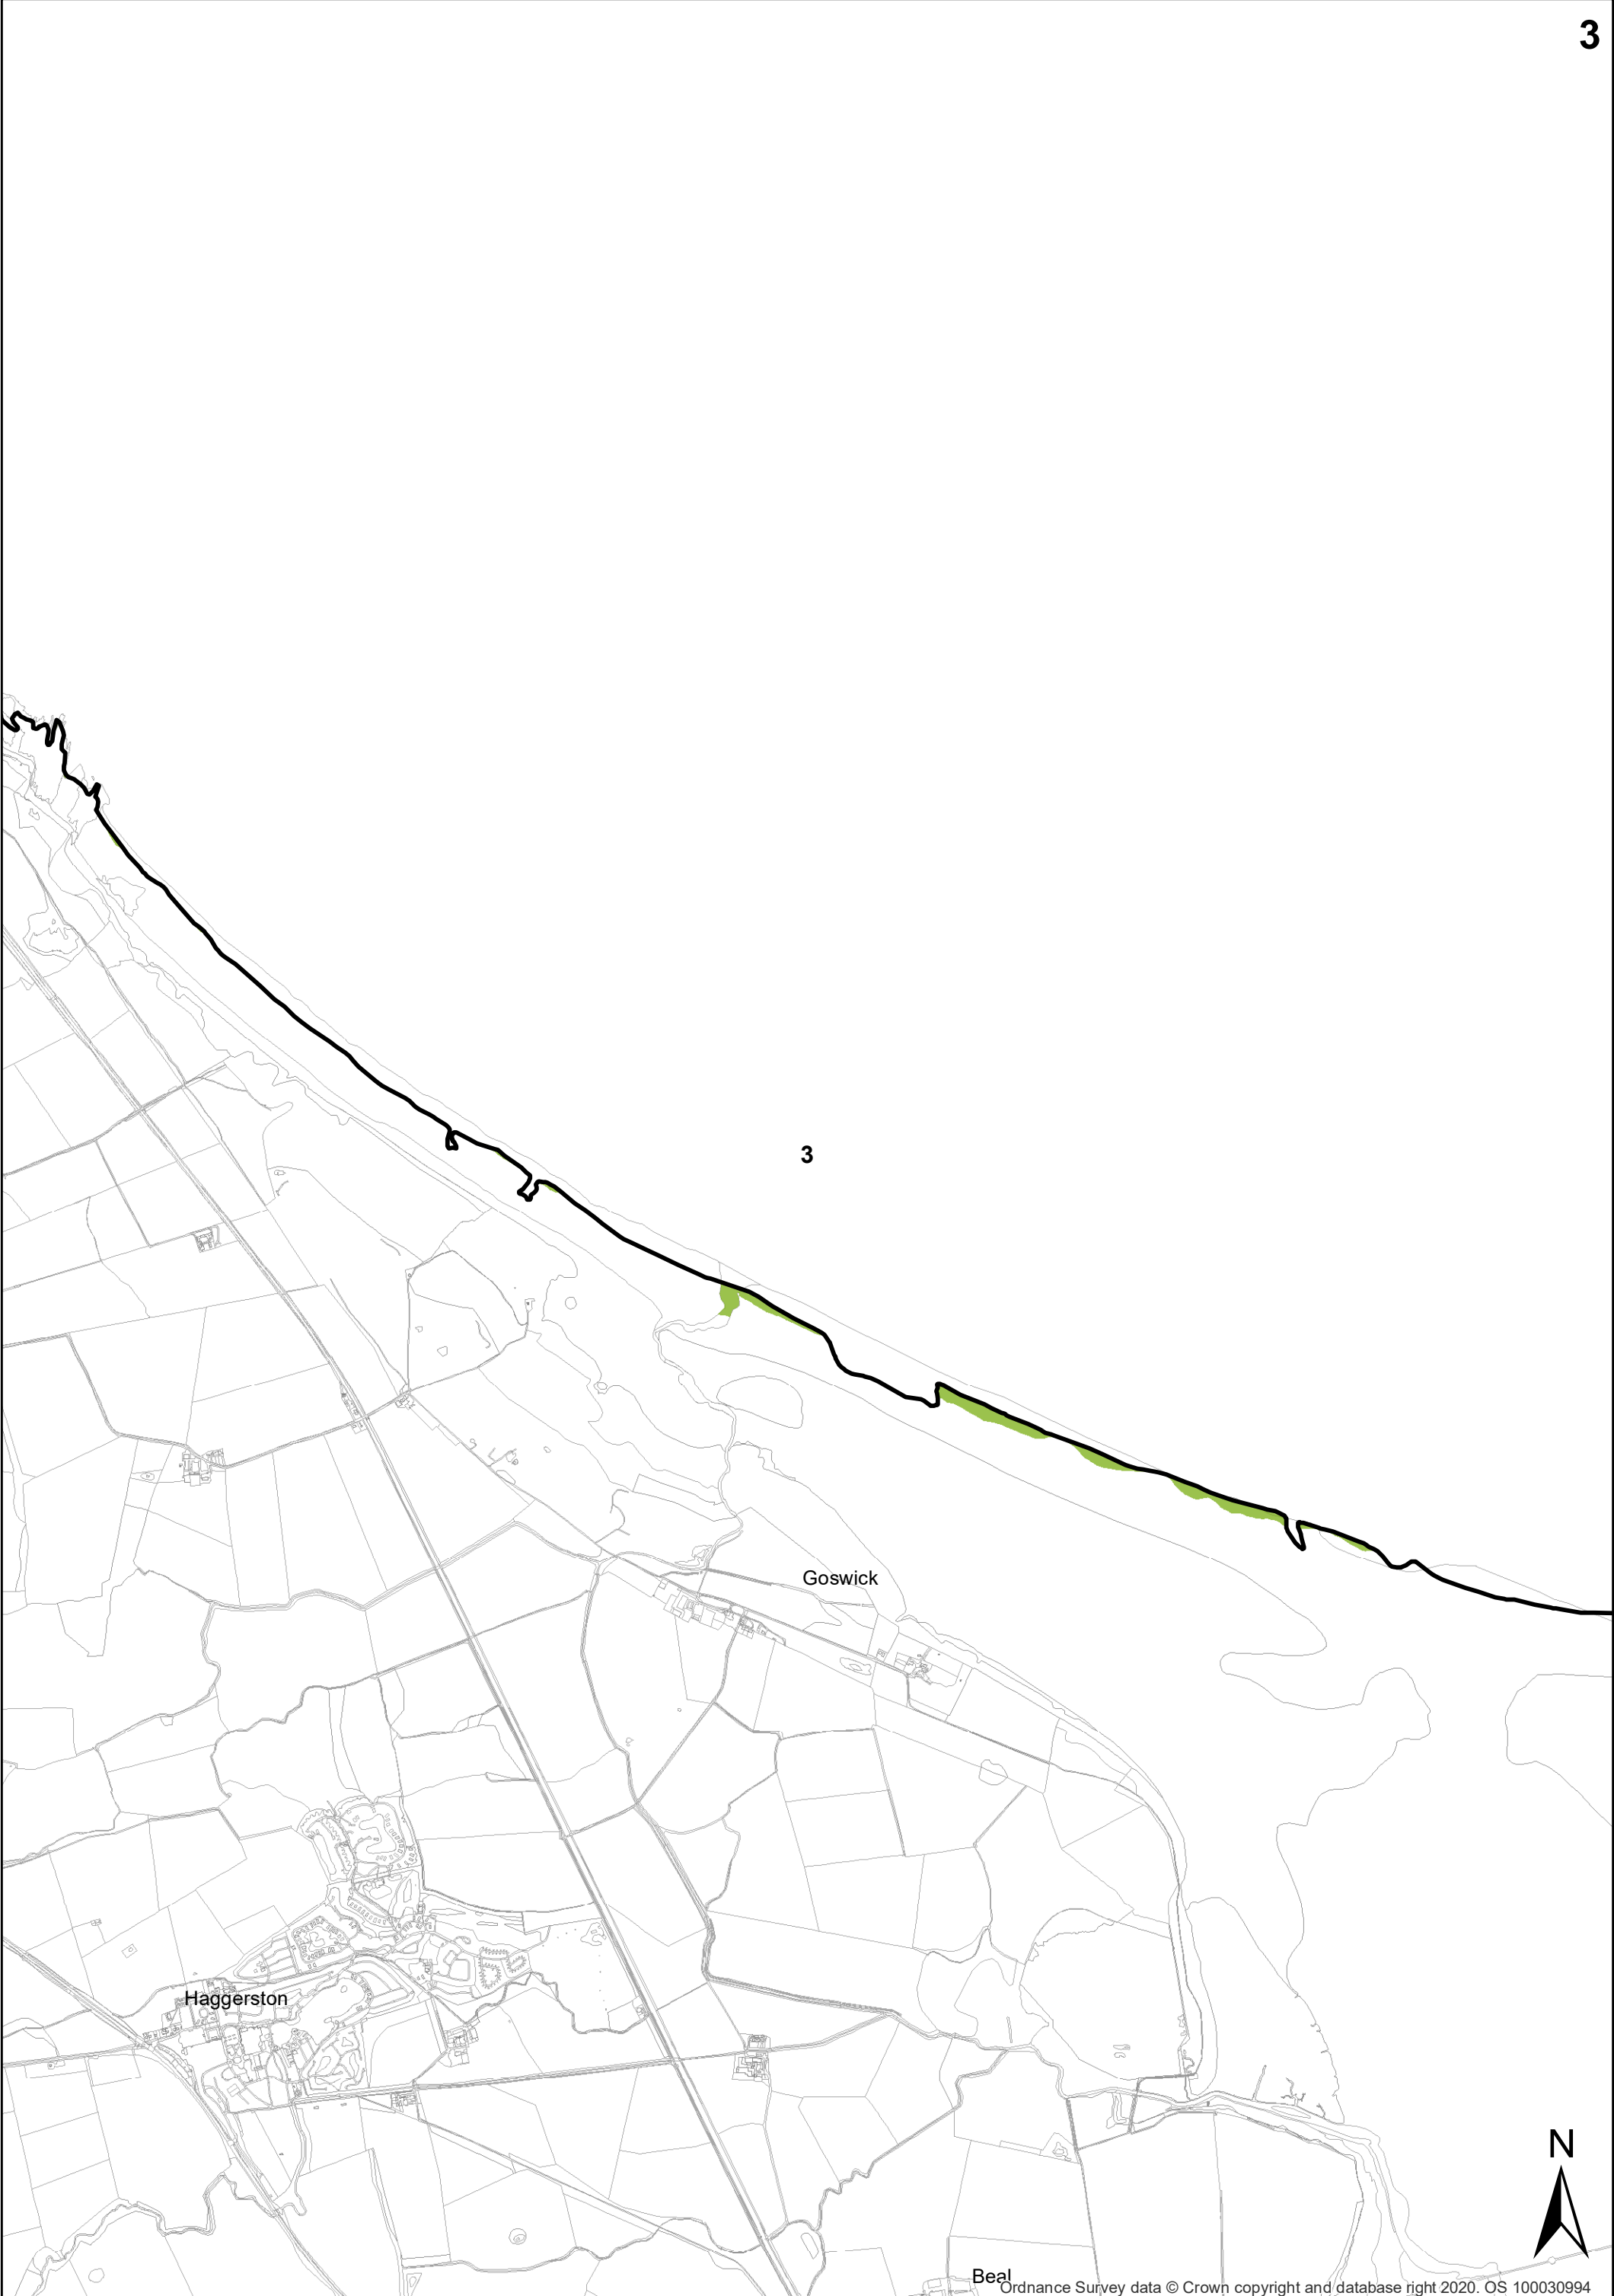 3
3
Goswick
Haggerston
N
Beal
Ordnance Survey data © Crown copyright and database right 2020. OS 100030994